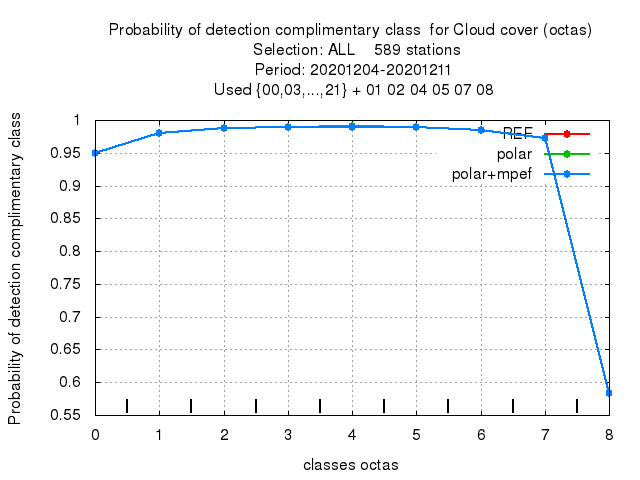 Probability of detection complimentary class  for Cloud cover (octas)
Selection: ALL    589 stations
Period: 20201204-20201211
Used {00,03,...,21} + 01 02 04 05 07 08
Probability of detection complimentary class
1
0.95
0.9
0.85
0.8
0.75
0.7
0.65
0.6
0.55
REF
polar
polar+mpef
0 1 2 3 4 5 6 7 8
classes octas